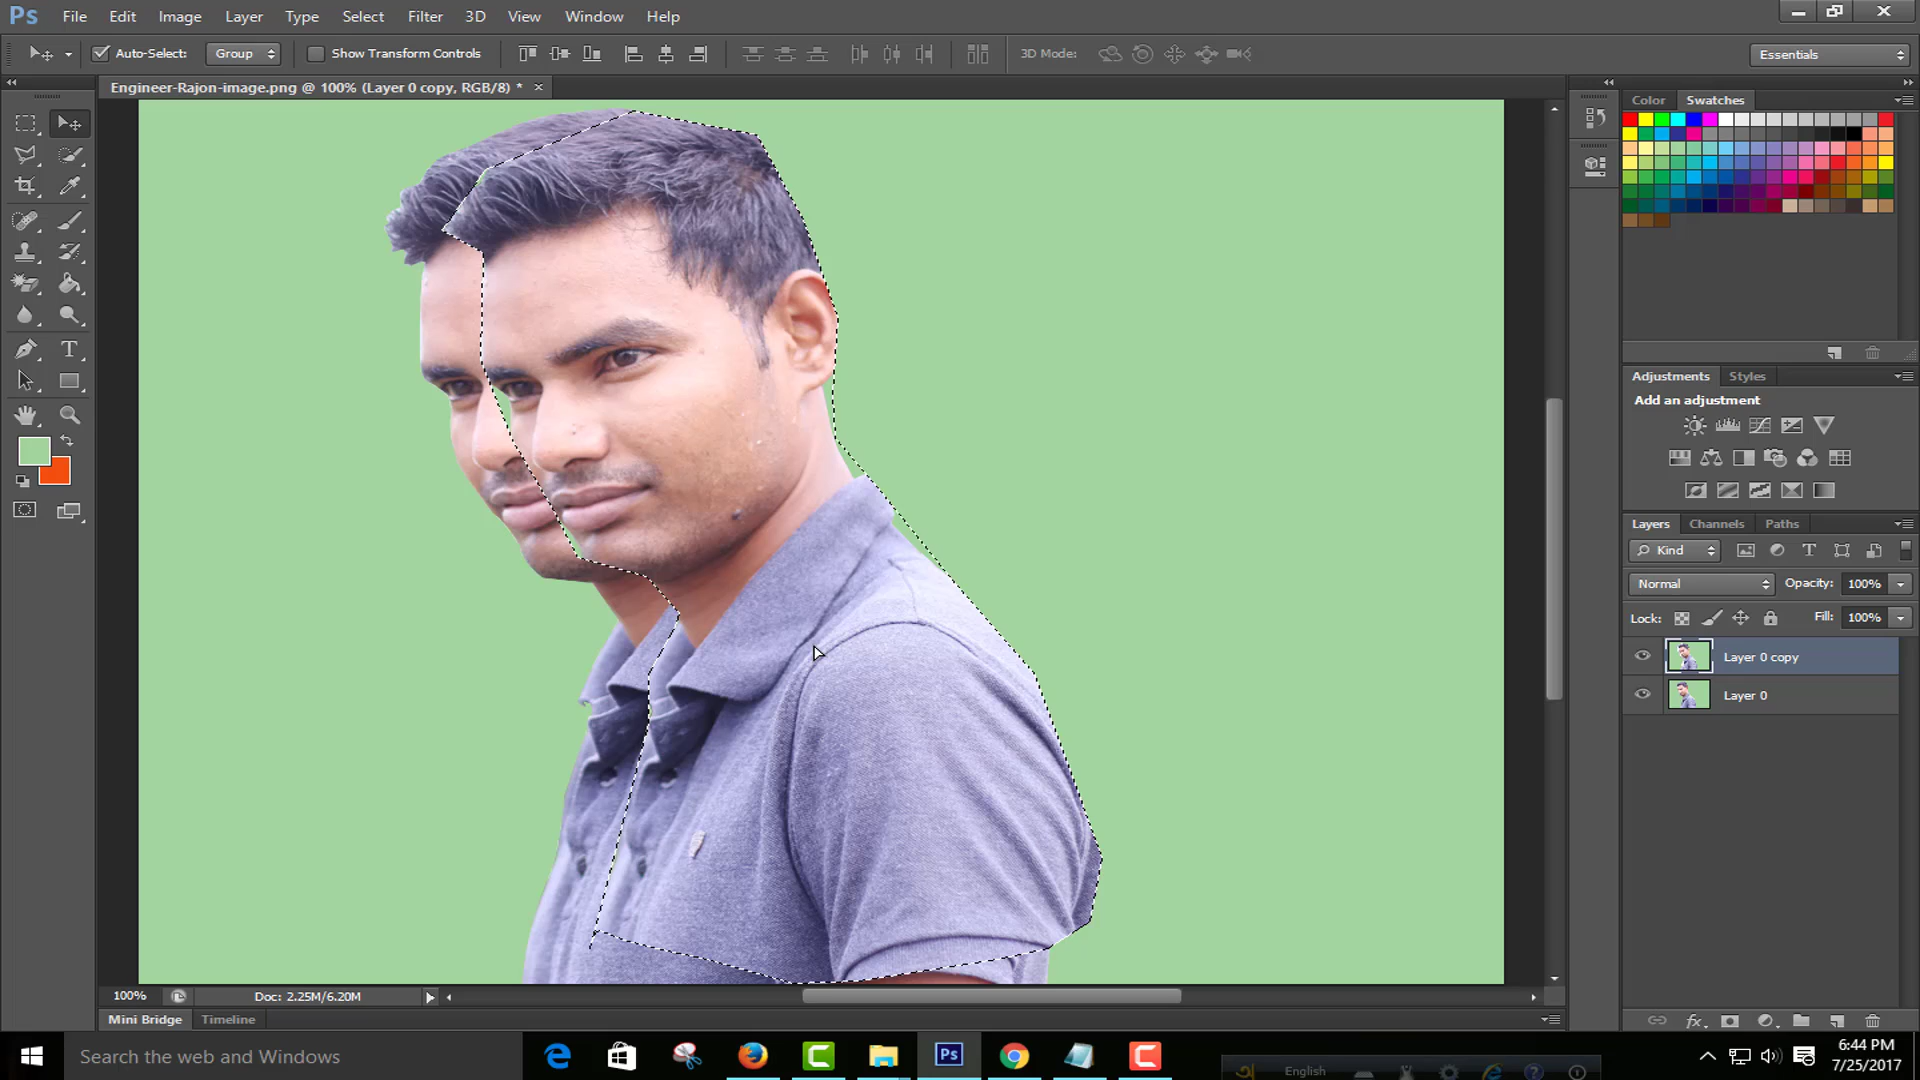 Ps File Edit Image Layer Type Select Filter 3D View Window Help
Auto-Select: Group Show Transform Controls 3D Mode: Essentials
Engineer-Rajon-image.png @ 100% (Layer 0 copy, RGB/8) *
Color Swatches
Adjustments Styles
Add an adjustment
Layers Channels Paths
Kind
Normal Opacity: 100%
Lock: Fill: 100%
Layer 0 copy
Layer 0
100% Doc: 2.25M/6.20M
Mini Bridge Timeline
Search the web and Windows
Ps
English
6:44 PM
7/25/2017